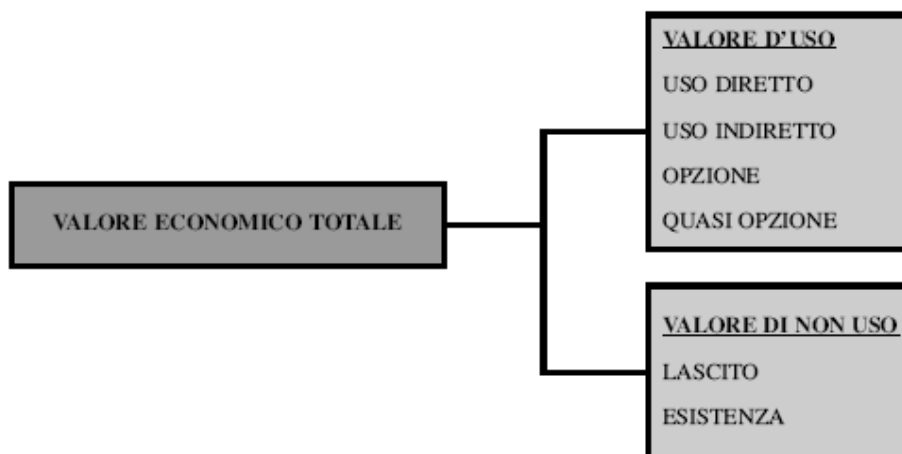 VALORE ECONOMICO TOTALE
VALORE D'USO
USO DIRETTO
USO INDIRETTO
OPZIONE
QUASI OPZIONE
VALORE DI NON USO
LASCITO
ESISTENZA